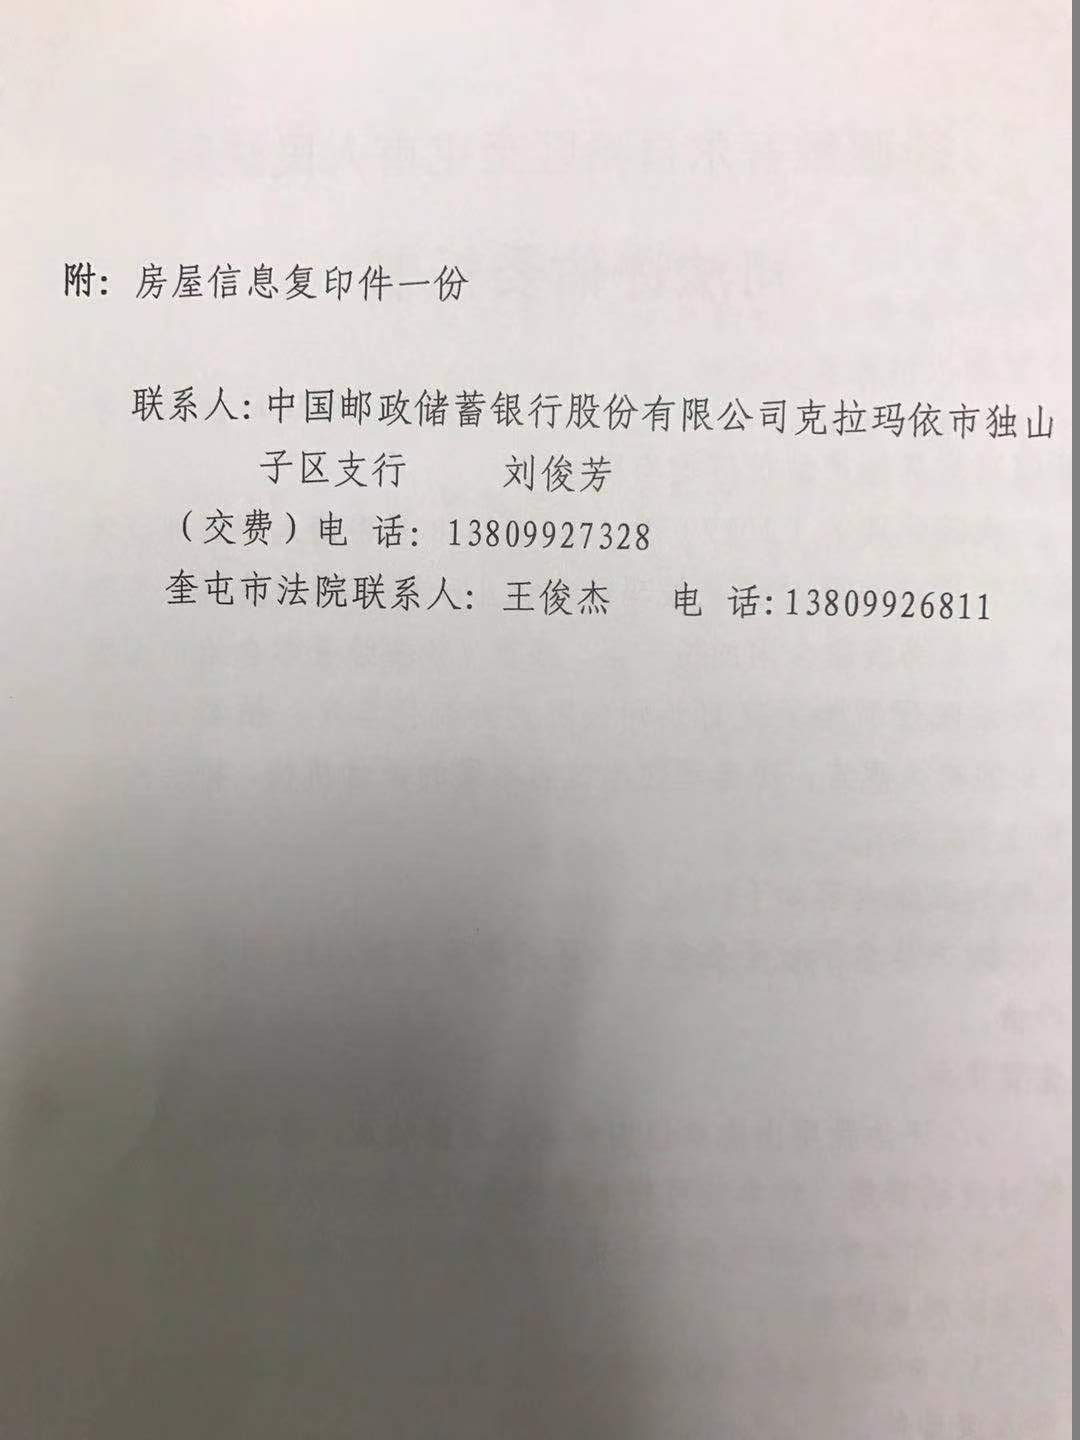 附：房屋信息复印件一份
联系人：中国邮政储蓄银行股份有限公司克拉玛依市独山
子区支行 刘俊芳
（交费）电 话：13809927328
奎屯市法院联系人：王俊杰 电 话：13809926811